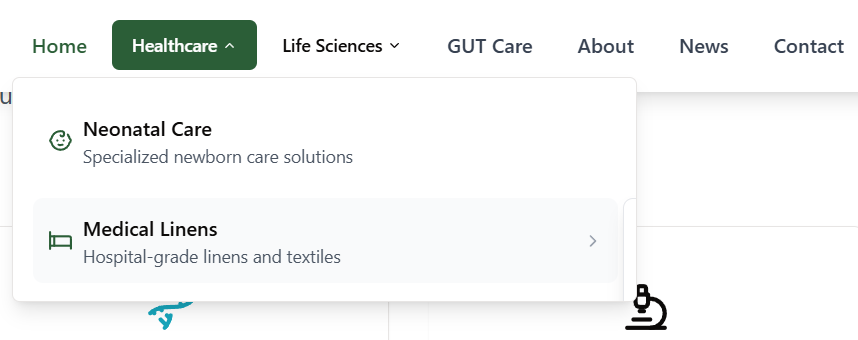 Home Healthcare Life Sciences GUT Care About News Contact
u
Neonatal Care
Specialized newborn care solutions
Medical Linens
Hospital-grade linens and textiles